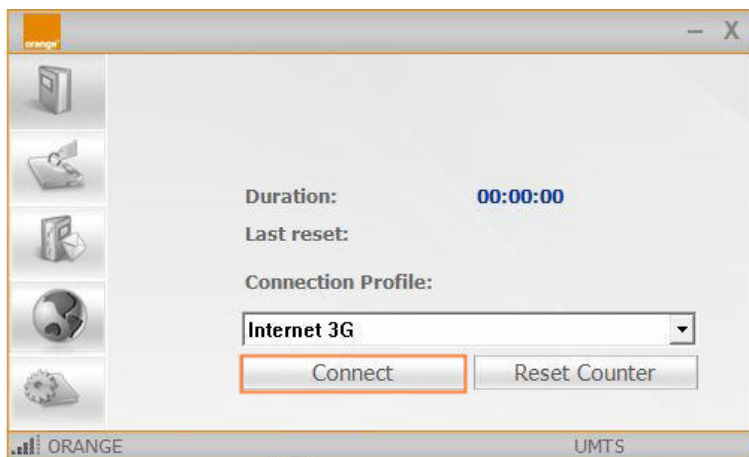 orange
– X
Duration: 00:00:00
Last reset:
Connection Profile:
Internet 3G
Connect Reset Counter
ORANGE UMTS